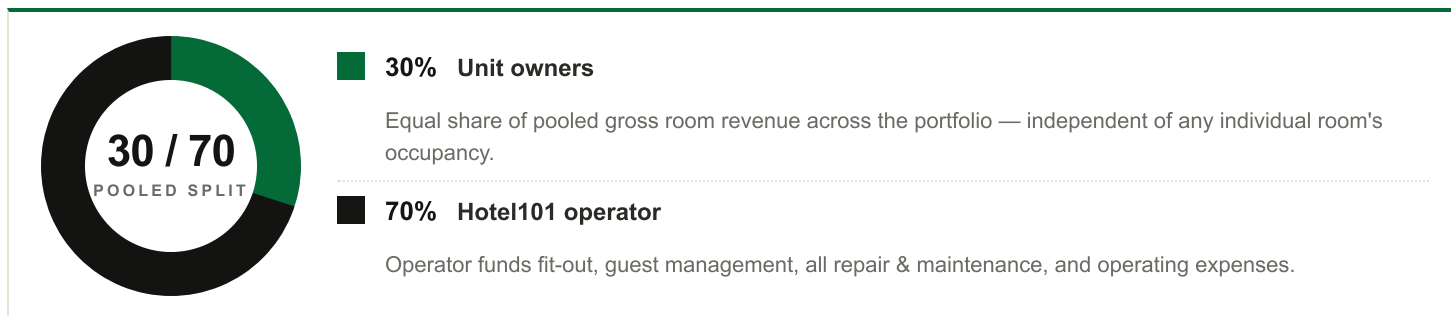 30 / 70
POOLED SPLIT
30% Unit owners
Equal share of pooled gross room revenue across the portfolio — independent of any individual room's
occupancy.
70% Hotel101 operator
Operator funds fit-out, guest management, all repair & maintenance, and operating expenses.